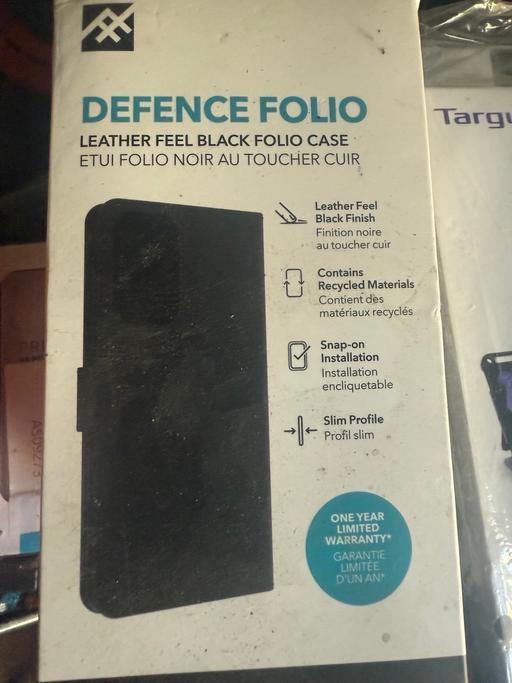 DEFENCE FOLIO
LEATHER FEEL BLACK FOLIO CASE
ETUI FOLIO NOIR AU TOUCHER CUIR
Leather Feel
Black Finish
Finition noire
au toucher cuir
Contains
Recycled Materials
Contient des
matériaux recyclés
Snap-on
Installation
Installation
encliquetable
Slim Profile
Profil slim
ONE YEAR
LIMITED
WARRANTY*
GARANTIE
LIMITÉE
D'UN AN*
Targu